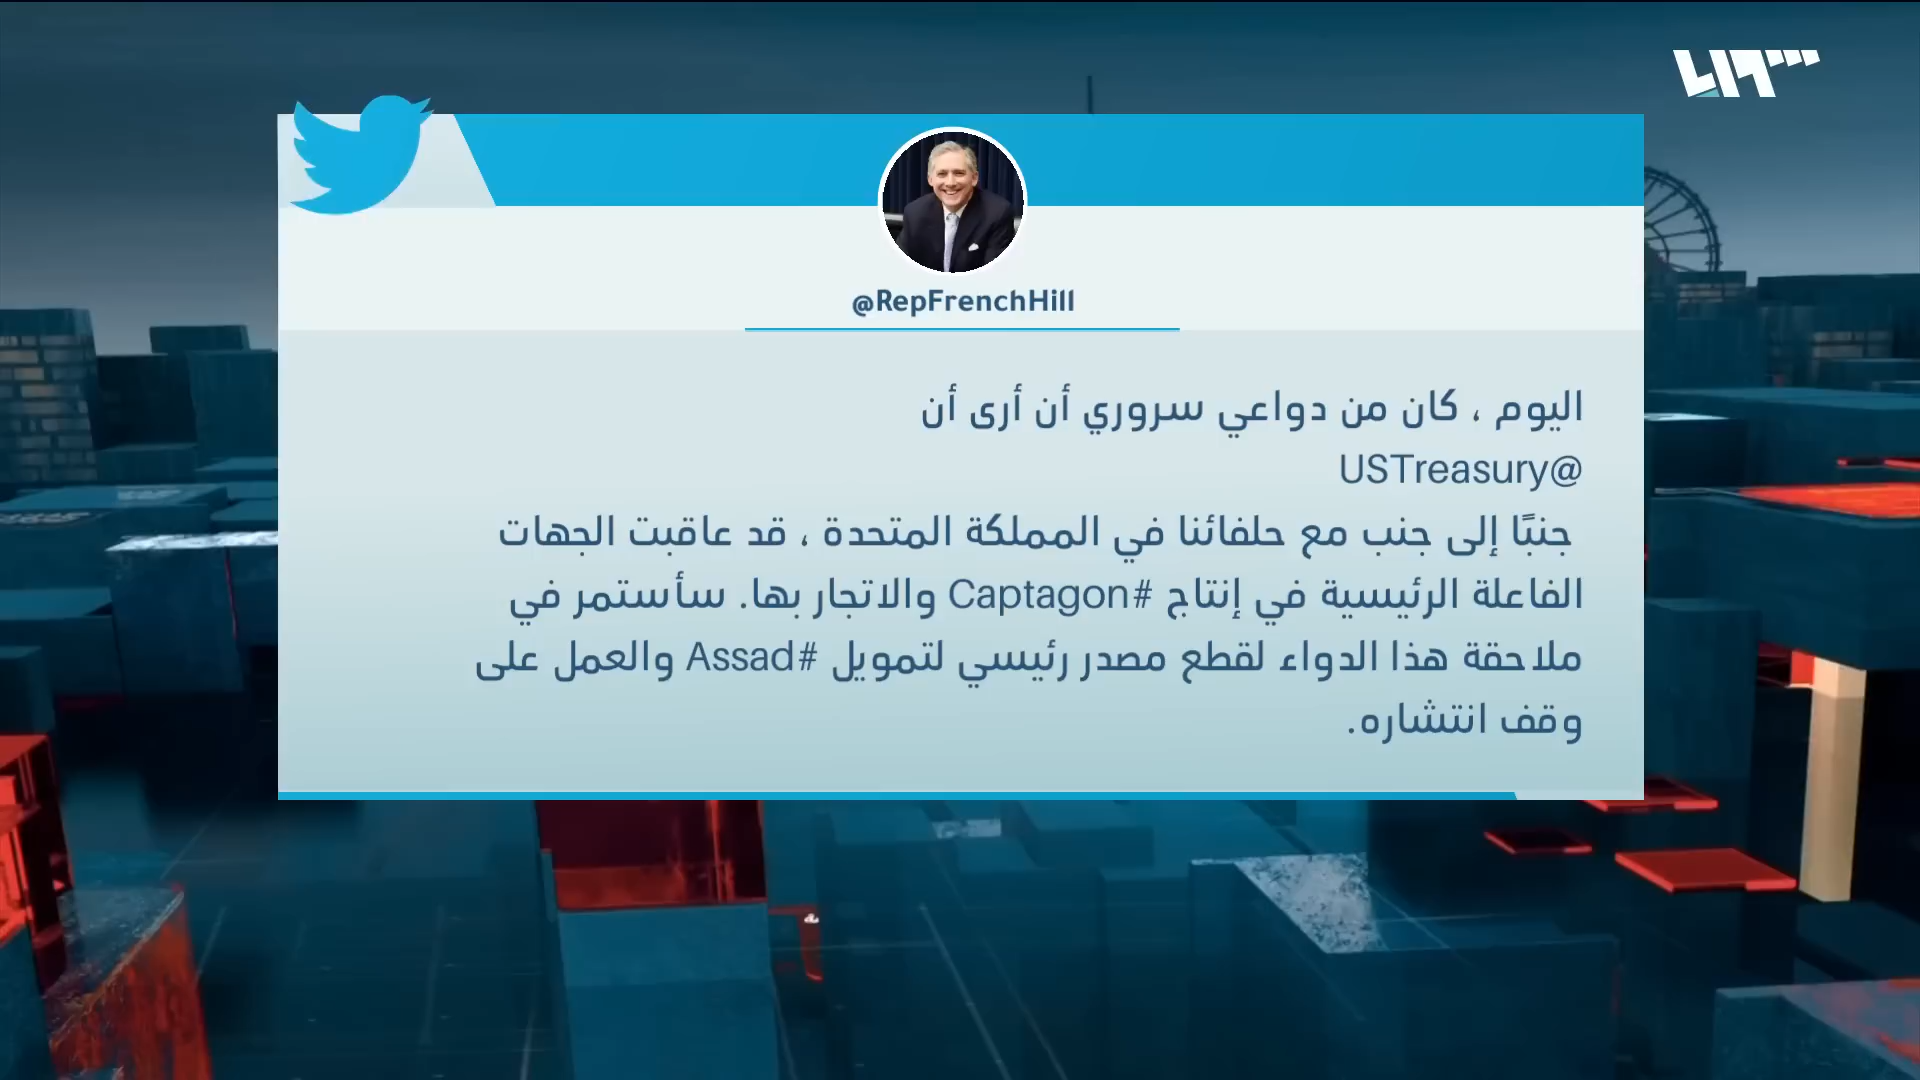 @RepFrenchHill
اليوم ، كان من دواعي سروري أن أرى أن
@USTreasury
جنبًا إلى جنب مع حلفائنا في المملكة المتحدة ، قد عاقبت الجهات
الفاعلة الرئيسية في إنتاج #Captagon والاتجار بها. سأستمر في
ملاحقة هذا الدواء لقطع مصدر رئيسي لتمويل #Assad والعمل على
وقف انتشاره.